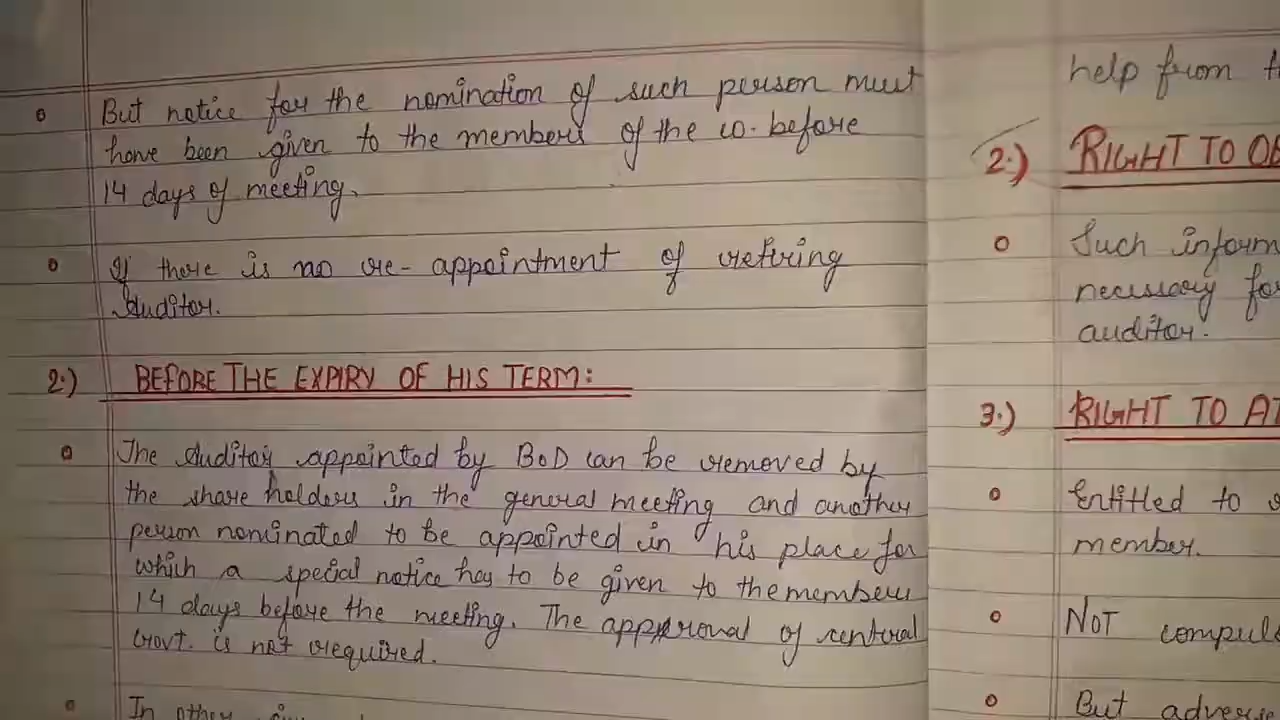 But notice for the nomination of such person must
have been given to the members of the co. before
14 days of meeting.
If there is no re-appointment of retiring
Auditor.
2.) BEFORE THE EXPIRY OF HIS TERM:
The Auditor appointed by BoD can be removed by
the share holders in the general meeting and another
person nominated to be appointed in his place for
which a special notice has to be given to the members
14 days before the meeting. The approval of central
Govt. is not required.
In other
help from
2.) RIGHT TO
Such inform
necessary for
auditor.
3.) RIGHT TO AT
Entitled to
member.
NOT compul
But advers